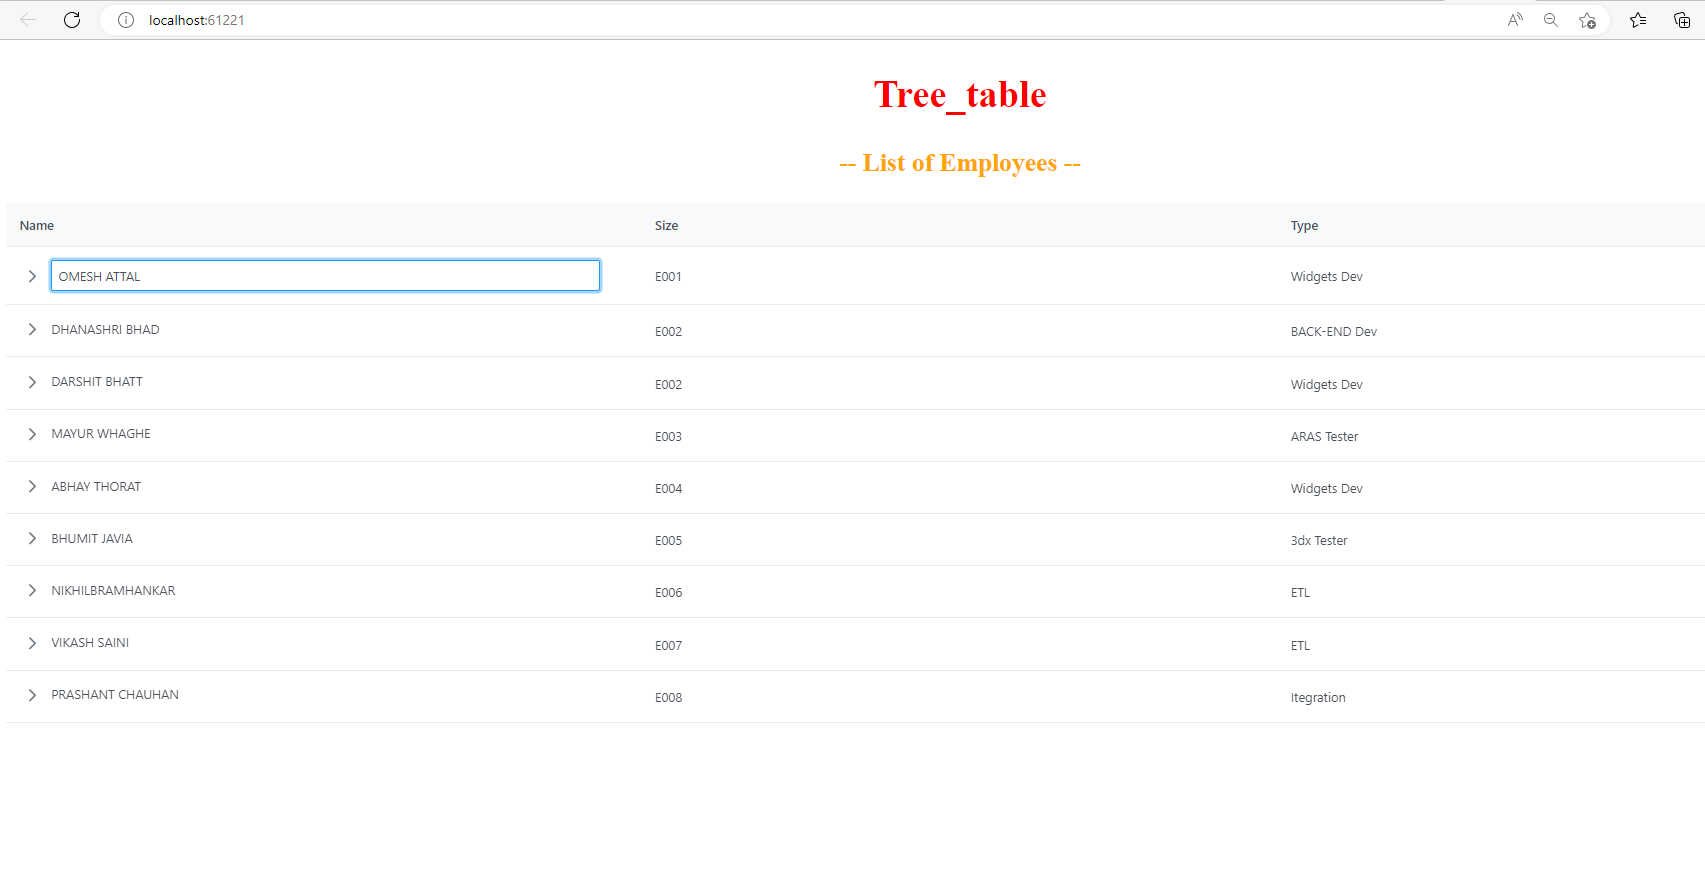 localhost:61221
Tree_table
-- List of Employees --
Name Size Type
OMESH ATTAL E001 Widgets Dev
DHANASHRI BHAD E002 BACK-END Dev
DARSHIT BHATT E002 Widgets Dev
MAYUR WHAGHE E003 ARAS Tester
ABHAY THORAT E004 Widgets Dev
BHUMIT JAVIA E005 3dx Tester
NIKHILBRAMHANKAR E006 ETL
VIKASH SAINI E007 ETL
PRASHANT CHAUHAN E008 Itegration